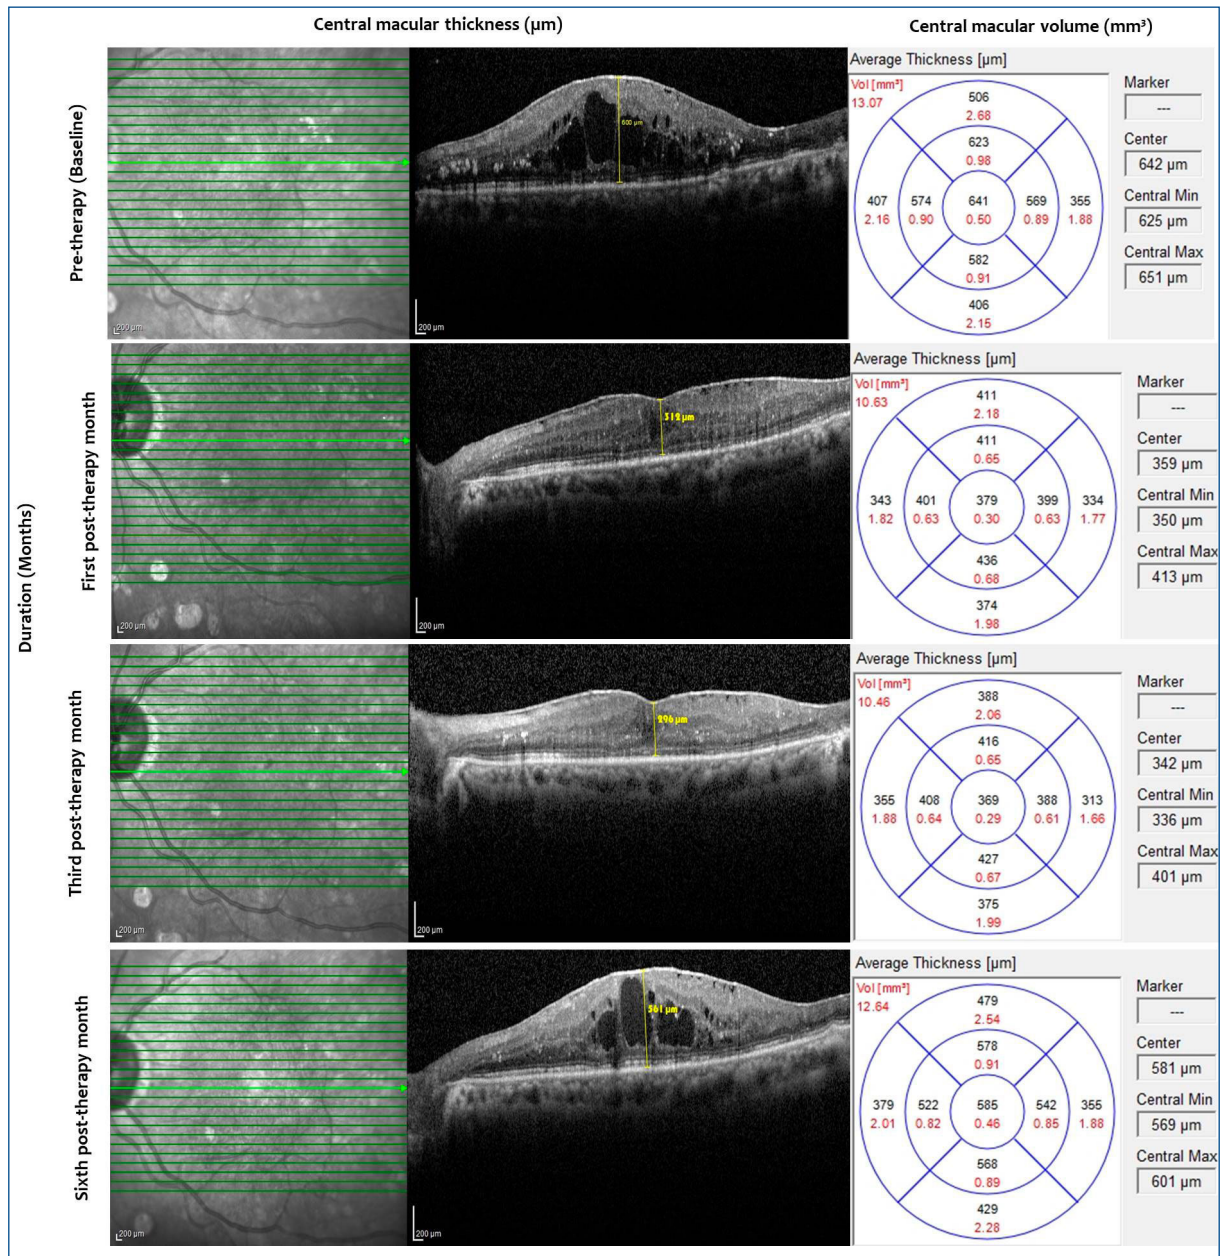 Central macular thickness (µm)
Central macular volume (mm³)
Duration (Months)
Pre-therapy (Baseline)
200 µm
600 µm
200 µm
Average Thickness [µm]
Vol [mm³]
13.07
506
2.68
623
0.98
407 574 641 569 355
2.16 0.90 0.50 0.89 1.88
582
0.91
406
2.15
Marker
---
Center
642 µm
Central Min
625 µm
Central Max
651 µm
First post-therapy month
200 µm
312 µm
200 µm
Average Thickness [µm]
Vol [mm³]
10.63
411
2.18
411
0.65
343 401 379 399 334
1.82 0.63 0.30 0.63 1.77
436
0.68
374
1.98
Marker
---
Center
359 µm
Central Min
350 µm
Central Max
413 µm
Third post-therapy month
200 µm
296 µm
200 µm
Average Thickness [µm]
Vol [mm³]
10.46
388
2.06
416
0.65
355 408 369 388 313
1.88 0.64 0.29 0.61 1.66
427
0.67
375
1.99
Marker
---
Center
342 µm
Central Min
336 µm
Central Max
401 µm
Sixth post-therapy month
200 µm
561 µm
200 µm
Average Thickness [µm]
Vol [mm³]
12.64
479
2.54
578
0.91
379 522 585 542 355
2.01 0.82 0.46 0.85 1.88
568
0.89
429
2.28
Marker
---
Center
581 µm
Central Min
569 µm
Central Max
601 µm